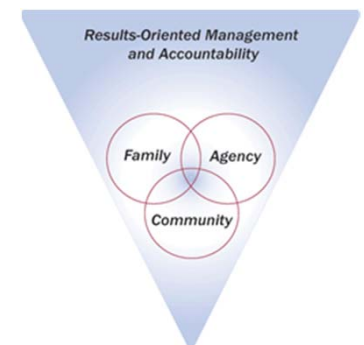 Results-Oriented Management
and Accountability
Family
Agency
Community